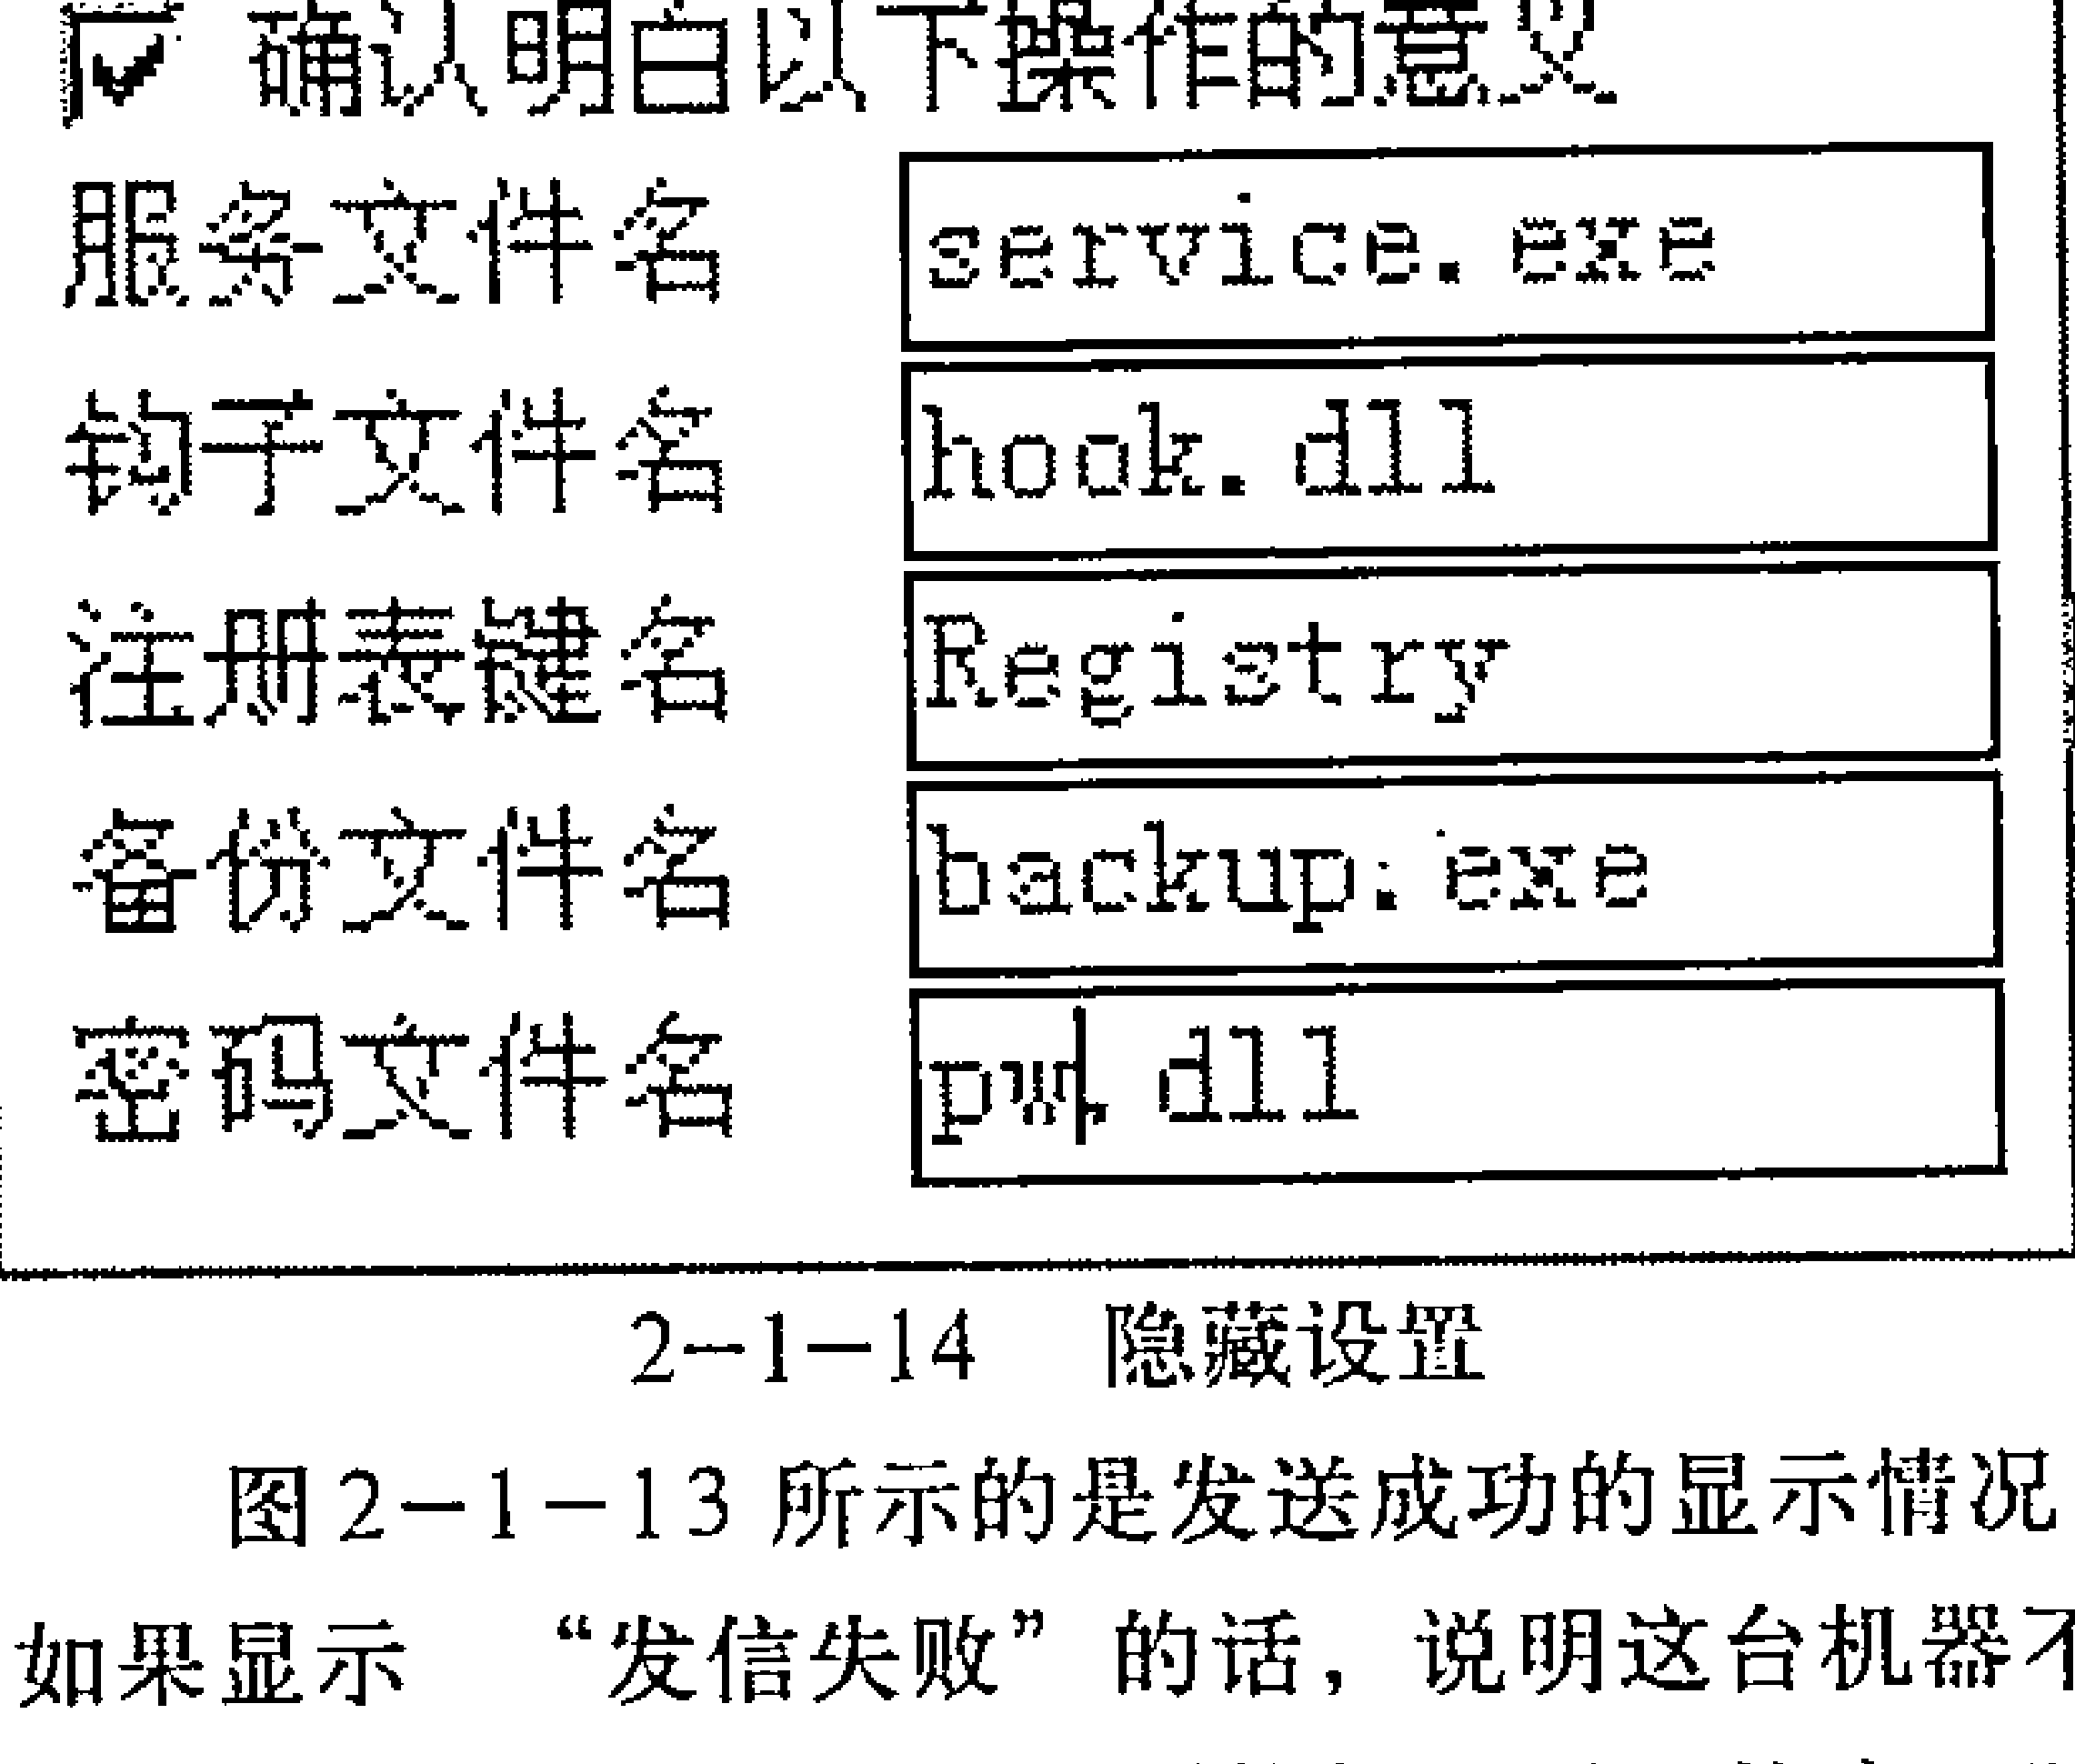 确认明白以下操作的意义
服务文件名 service.exe
钩子文件名 hook.dll
注册表键名 Registry
备份文件名 backup.exe
密码文件名 pw.dll
2-1-14 隐藏设置
图2-1-13所示的是发送成功的显示情况
如果显示 “发信失败” 的话，说明这台机器不